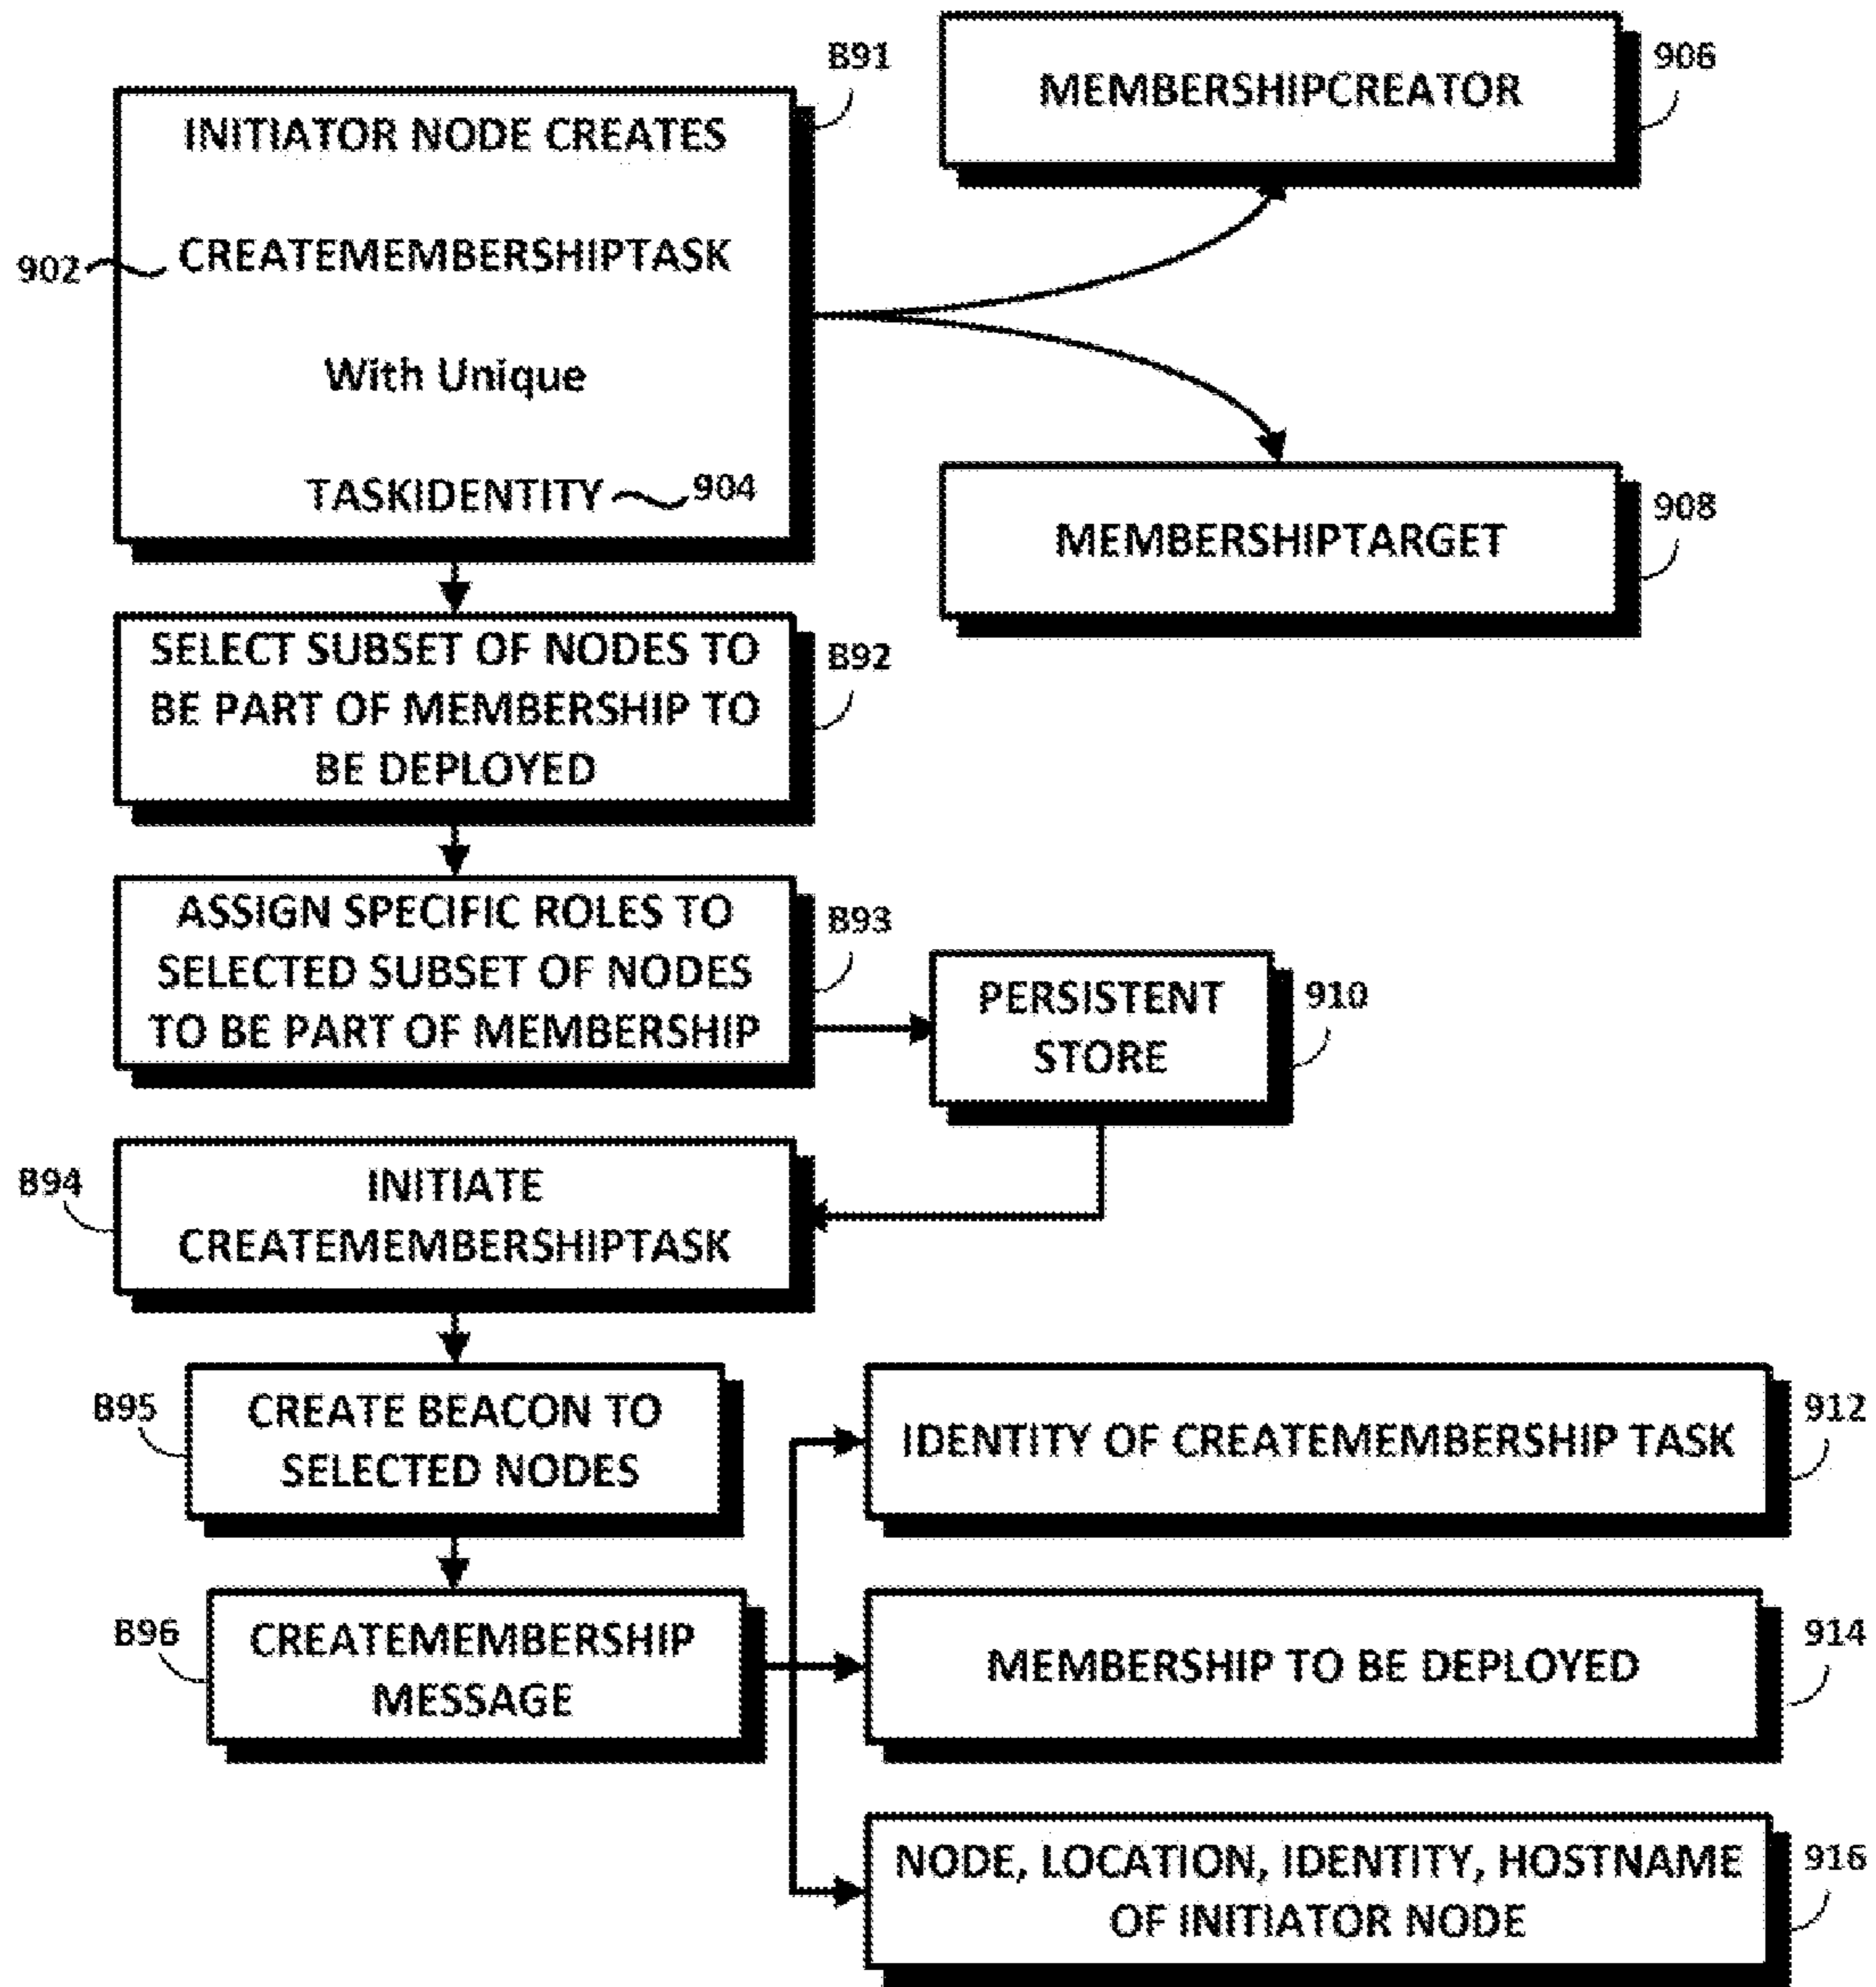 B91
INITIATOR NODE CREATES
902
CREATEMEMBERSHIPTASK
With Unique
TASKIDENTITY
904
MEMBERSHIPCREATOR
906
MEMBERSHIPTARGET
908
SELECT SUBSET OF NODES TO
BE PART OF MEMBERSHIP TO
BE DEPLOYED
B92
ASSIGN SPECIFIC ROLES TO
SELECTED SUBSET OF NODES
TO BE PART OF MEMBERSHIP
B93
PERSISTENT
STORE
910
B94
INITIATE
CREATEMEMBERSHIPTASK
B95
CREATE BEACON TO
SELECTED NODES
B96
CREATEMEMBERSHIP
MESSAGE
IDENTITY OF CREATEMEMBERSHIP TASK
912
MEMBERSHIP TO BE DEPLOYED
914
NODE, LOCATION, IDENTITY, HOSTNAME
OF INITIATOR NODE
916